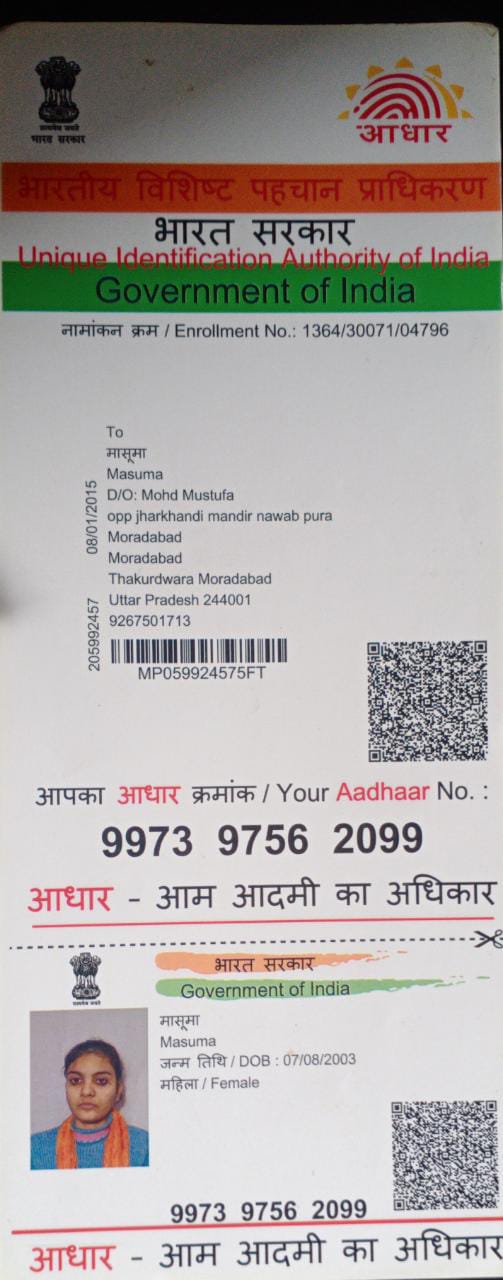 सत्यमेव जयते
भारत सरकार
आधार
भारतीय विशिष्ट पहचान प्राधिकरण
भारत सरकार
Unique Identification Authority of India
Government of India
नामांकन क्रम / Enrollment No.: 1364/30071/04796
To
मासूमा
Masuma
D/O: Mohd Mustufa
opp jharkhandi mandir nawab pura
Moradabad
Moradabad
Thakurdwara Moradabad
Uttar Pradesh 244001
9267501713
08/01/2015
205992457
MP059924575FT
आपका आधार क्रमांक / Your Aadhaar No. :
9973 9756 2099
आधार - आम आदमी का अधिकार
सत्यमेव जयते
भारत सरकार
Government of India
मासूमा
Masuma
जन्म तिथि / DOB : 07/08/2003
महिला / Female
9973 9756 2099
आधार - आम आदमी का अधिकार